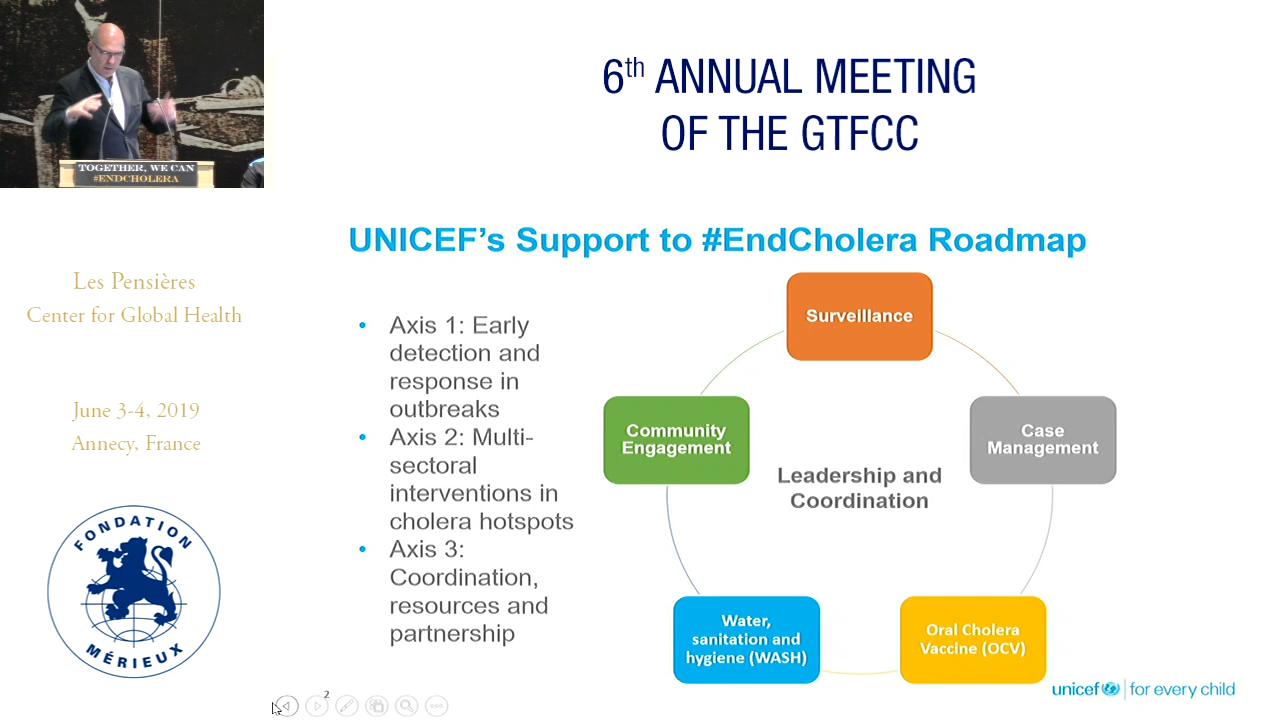 TOGETHER, WE CAN
#ENDCHOLERA
6th ANNUAL MEETING
OF THE GTFCC
Les Pensières
Center for Global Health
June 3-4, 2019
Annecy, France
FONDATION
MÉRIEUX
UNICEF's Support to #EndCholera Roadmap
• Axis 1: Early
detection and
response in
outbreaks
• Axis 2: Multi-
sectoral
interventions in
cholera hotspots
• Axis 3:
Coordination,
resources and
partnership
Surveillance
Community
Engagement
Case
Management
Leadership and
Coordination
Water,
sanitation and
hygiene (WASH)
Oral Cholera
Vaccine (OCV)
unicef | for every child
2